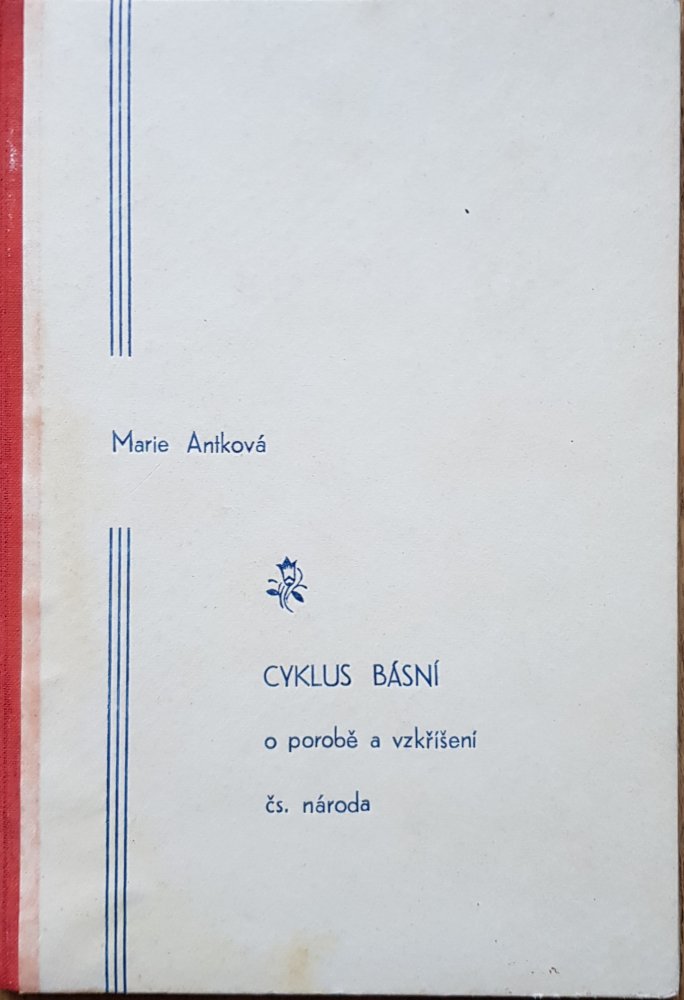 Marie Antková
CYKLUS BÁSNÍ
o porobě a vzkříšení
čs. národa